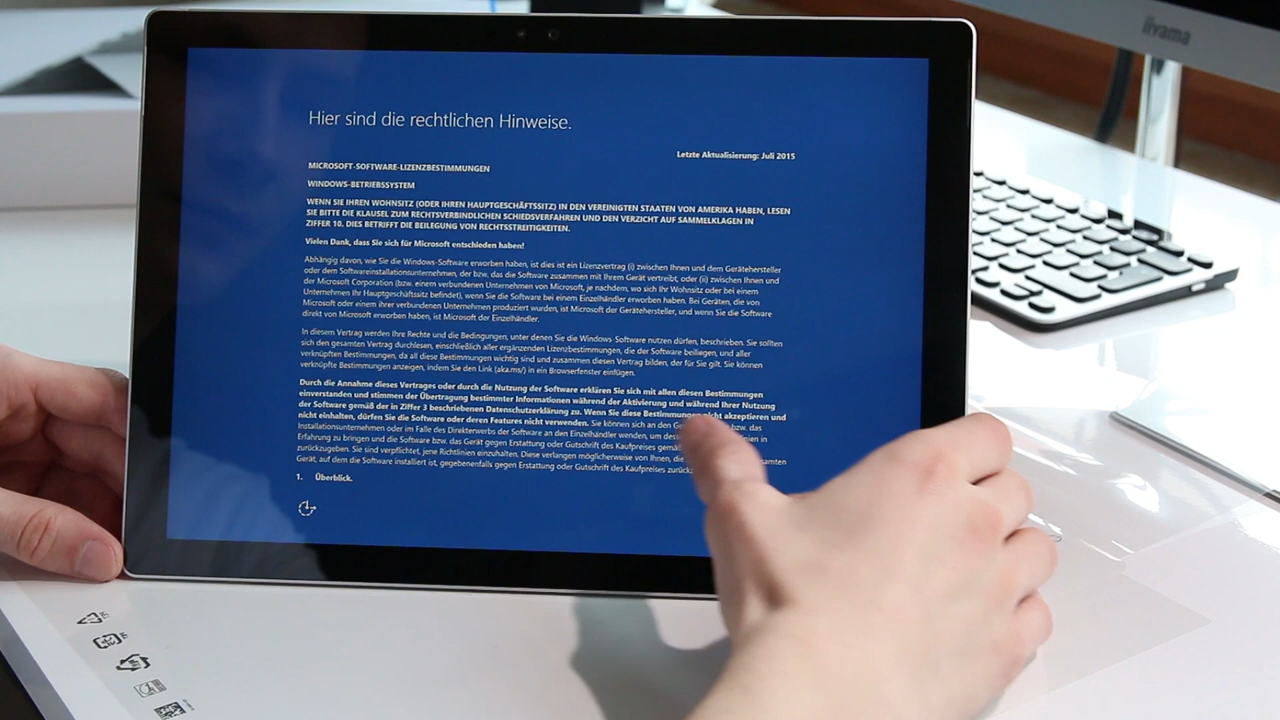 iiyama
Hier sind die rechtlichen Hinweise.
Letzte Aktualisierung: Juli 2015
MICROSOFT-SOFTWARE-LIZENZBESTIMMUNGEN
WINDOWS-BETRIEBSSYSTEM
WENN SIE IHREN WOHNSITZ (ODER IHREN HAUPTGESCHÄFTSSITZ) IN DEN VEREINIGTEN STAATEN VON AMERIKA HABEN, LESEN
SIE BITTE DIE KLAUSEL ZUM RECHTSVERBINDLICHEN SCHIEDSVERFAHREN UND DEN VERZICHT AUF SAMMELKLAGEN IN
ZIFFER 10. DIES BETRIFFT DIE BEILEGUNG VON RECHTSSTREITIGKEITEN.
Vielen Dank, dass Sie sich für Microsoft entschieden haben!
Abhängig davon, wie Sie die Windows-Software erworben haben, ist dies ist ein Lizenzvertrag (i) zwischen Ihnen und dem Gerätehersteller
oder dem Softwareinstallationsunternehmen, der bzw. das die Software zusammen mit Ihrem Gerät vertreibt, oder (ii) zwischen Ihnen und
der Microsoft Corporation (bzw. einem verbundenen Unternehmen von Microsoft, je nachdem, wo sich Ihr Wohnsitz oder bei einem
Unternehmen Ihr Hauptgeschäftssitz befindet), wenn Sie die Software bei einem Einzelhändler erworben haben. Bei Geräten, die von
Microsoft oder einem ihrer verbundenen Unternehmen produziert wurden, ist Microsoft der Gerätehersteller, und wenn Sie die Software
direkt von Microsoft erworben haben, ist Microsoft der Einzelhändler.
In diesem Vertrag werden Ihre Rechte und die Bedingungen, unter denen Sie die Windows-Software nutzen dürfen, beschrieben. Sie sollten
sich den gesamten Vertrag durchlesen, einschließlich aller ergänzenden Lizenzbestimmungen, die der Software beiliegen, und aller
verknüpften Bestimmungen, da all diese Bestimmungen wichtig sind und zusammen diesen Vertrag bilden, der für Sie gilt. Sie können
verknüpfte Bestimmungen anzeigen, indem Sie den Link (aka.ms/) in ein Browserfenster einfügen.
Durch die Annahme dieses Vertrages oder durch die Nutzung der Software erklären Sie sich mit allen diesen Bestimmungen
einverstanden und stimmen der Übertragung bestimmter Informationen während der Aktivierung und während Ihrer Nutzung
der Software gemäß der in Ziffer 3 beschriebenen Datenschutzerklärung zu. Wenn Sie diese Bestimmungen nicht akzeptieren und
nicht einhalten, dürfen Sie die Software oder deren Features nicht verwenden. Sie können sich an den bzw. das
Installationsunternehmen oder im Falle des Direkterwerbs der Software an den Einzelhändler wenden, um in
Erfahrung zu bringen und die Software bzw. das Gerät gegen Erstattung oder Gutschrift des Kaufpreises
zurückzugeben. Sie sind verpflichtet, jene Richtlinien einzuhalten. Diese verlangen möglicherweise von Ihnen,
Gerät, auf dem die Software installiert ist, gegebenenfalls gegen Erstattung oder Gutschrift des Kaufpreises
1. Überblick.